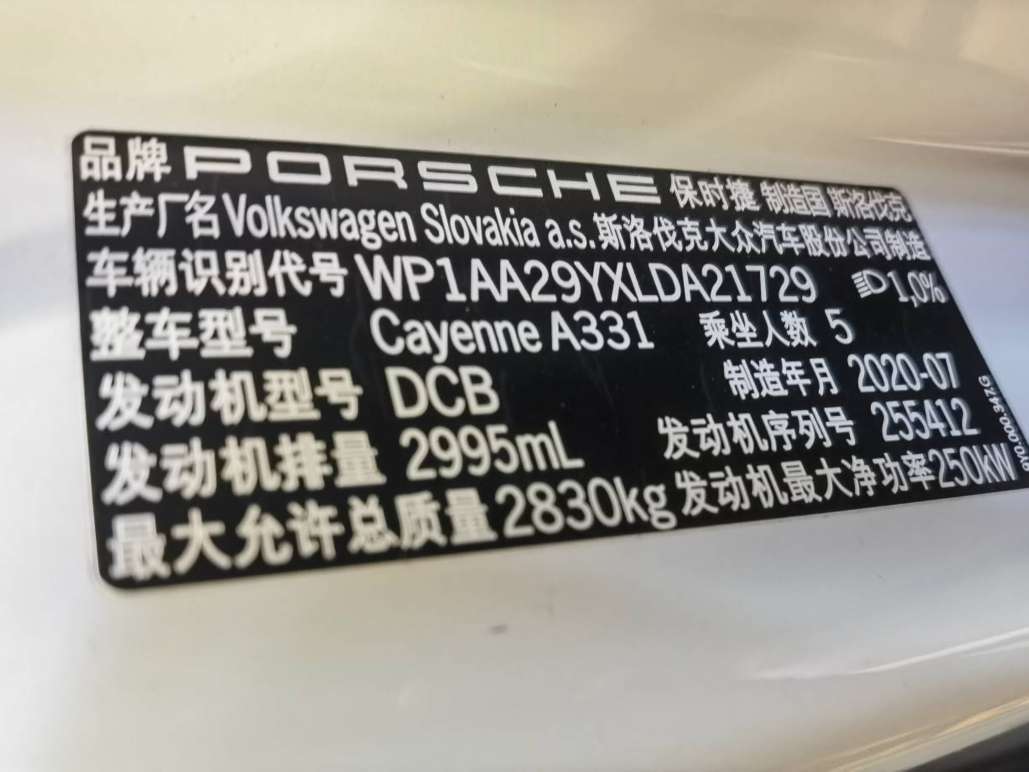 品牌 PORSCHE 保时捷 制造国 斯洛伐克
生产厂名 Volkswagen Slovakia a.s. 斯洛伐克大众汽车股份公司制造
车辆识别代号 WP1AA29YXLDA21729 1,0%
整车型号 Cayenne A331 乘坐人数 5
发动机型号 DCB 制造年月 2020-07
发动机排量 2995mL 发动机序列号 255412
最大允许总质量 2830kg 发动机最大净功率 250kW